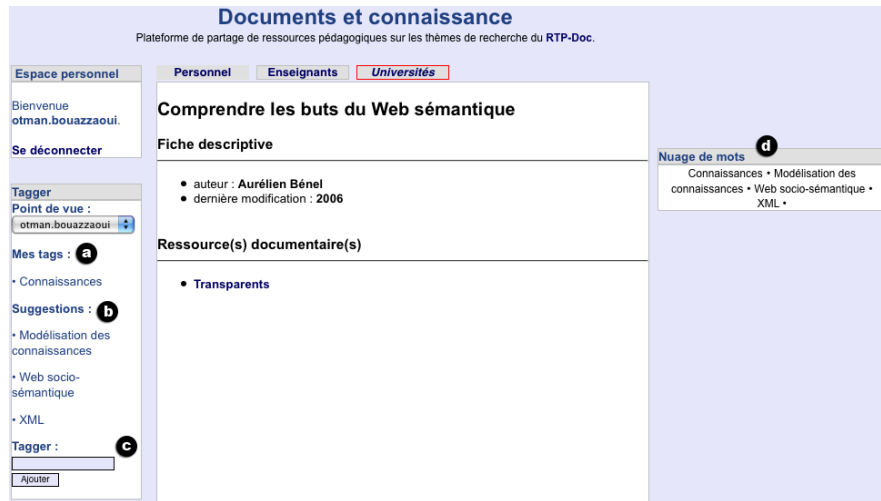 Documents et connaissance
Plateforme de partage de ressources pédagogiques sur les thèmes de recherche du RTP-Doc.
Espace personnel
Bienvenue
otman.bouazzaoui.
Se déconnecter
Tagger
Point de vue :
otman.bouazzaoui
Mes tags : a
• Connaissances
Suggestions : b
• Modélisation des
connaissances
• Web socio-
sémantique
• XML
Tagger : c
Ajouter
Personnel Enseignants Universités
Comprendre les buts du Web sémantique
Fiche descriptive
• auteur : Aurélien Bénel
• dernière modification : 2006
Ressource(s) documentaire(s)
• Transparents
d
Nuage de mots
Connaissances • Modélisation des
connaissances • Web socio-sémantique •
XML •